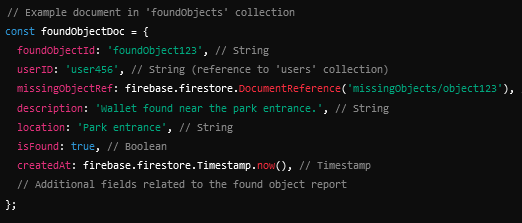 // Example document in 'foundObjects' collection
const foundObjectDoc = {
foundObjectId: 'foundObject123', // String
userID: 'user456', // String (reference to 'users' collection)
missingObjectRef: firebase.firestore.DocumentReference('missingObjects/object123'),
description: 'Wallet found near the park entrance.', // String
location: 'Park entrance', // String
isFound: true, // Boolean
createdAt: firebase.firestore.Timestamp.now(), // Timestamp
// Additional fields related to the found object report
};